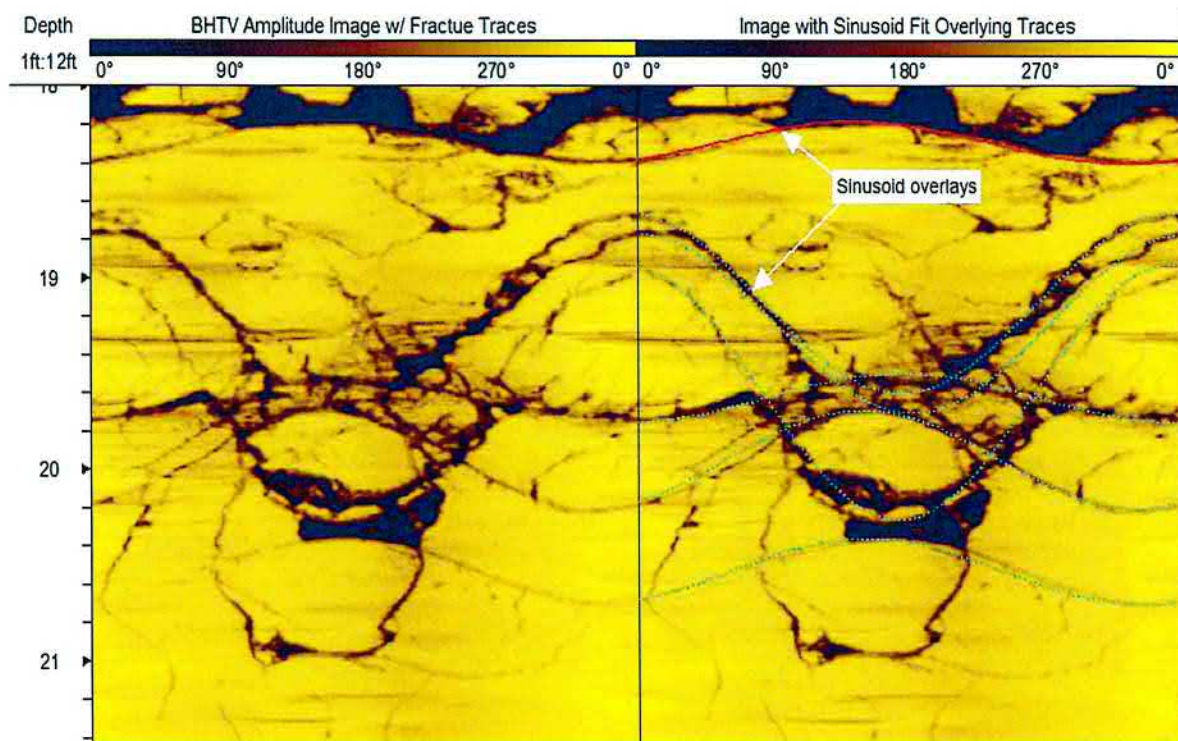 Depth
BHTV Amplitude Image w/ Fractue Traces
Image with Sinusoid Fit Overlying Traces
1ft:12ft
0° 90° 180° 270° 0°
0° 90° 180° 270° 0°
Sinusoid overlays
19
20
21